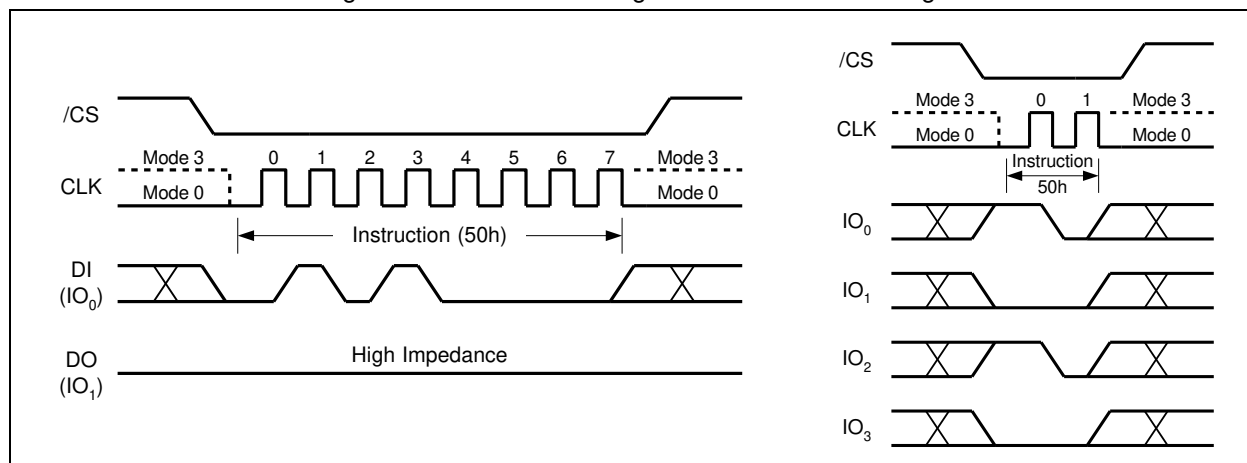 /CS
Mode 3 0 1 2 3 4 5 6 7 Mode 3
CLK
Mode 0 Mode 0
Instruction (50h)
DI
(IO0)
High Impedance
DO
(IO1)
/CS
Mode 3 0 1 Mode 3
CLK
Mode 0 Mode 0
Instruction
50h
IO0
IO1
IO2
IO3